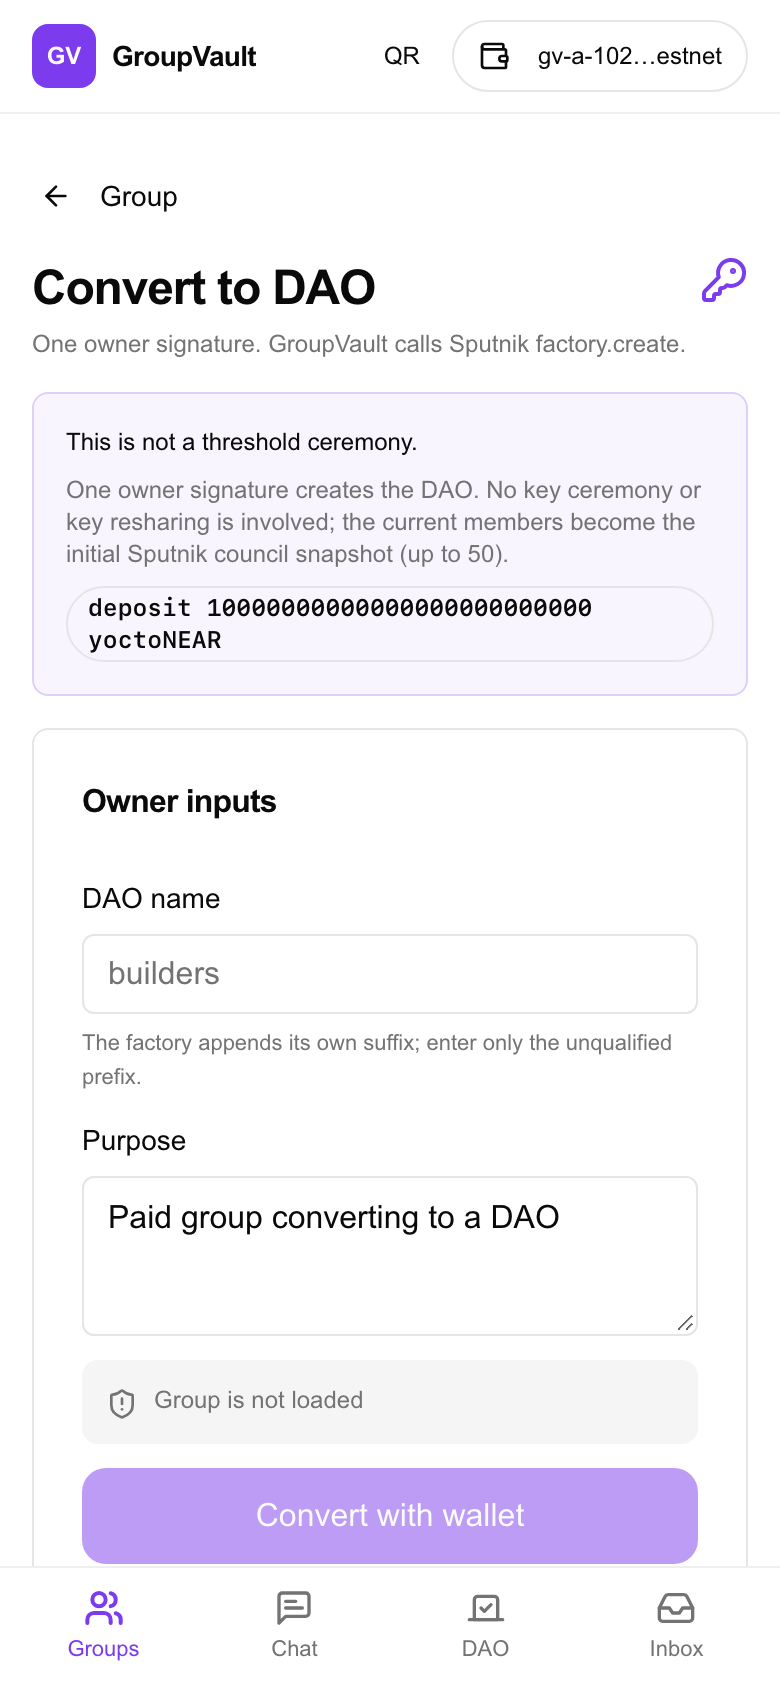 GV
GroupVault
QR
gv-a-102…estnet
Group
Convert to DAO
One owner signature. GroupVault calls Sputnik factory.create.
This is not a threshold ceremony.
One owner signature creates the DAO. No key ceremony or
key resharing is involved; the current members become the
initial Sputnik council snapshot (up to 50).
deposit 10000000000000000000000000
yoctoNEAR
Owner inputs
DAO name
builders
The factory appends its own suffix; enter only the unqualified
prefix.
Purpose
Paid group converting to a DAO
Group is not loaded
Convert with wallet
Groups
Chat
DAO
Inbox